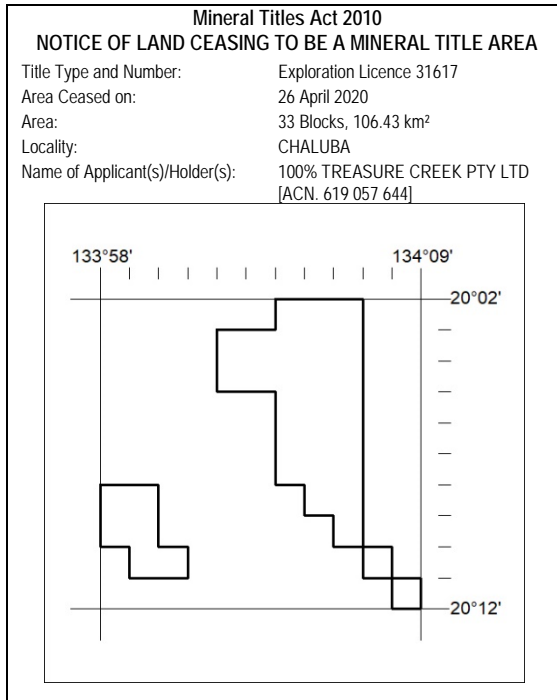 Mineral Titles Act 2010
NOTICE OF LAND CEASING TO BE A MINERAL TITLE AREA
Title Type and Number: Exploration Licence 31617
Area Ceased on: 26 April 2020
Area: 33 Blocks, 106.43 km²
Locality: CHALUBA
Name of Applicant(s)/Holder(s): 100% TREASURE CREEK PTY LTD
[ACN. 619 057 644]
133°58' 134°09'
20°02'
20°12'